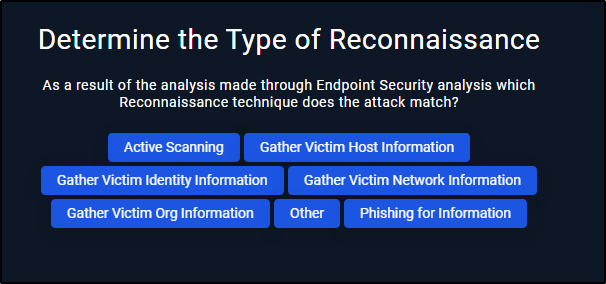 Determine the Type of Reconnaissance
As a result of the analysis made through Endpoint Security analysis which
Reconnaissance technique does the attack match?
Active Scanning
Gather Victim Host Information
Gather Victim Identity Information
Gather Victim Network Information
Gather Victim Org Information
Other
Phishing for Information